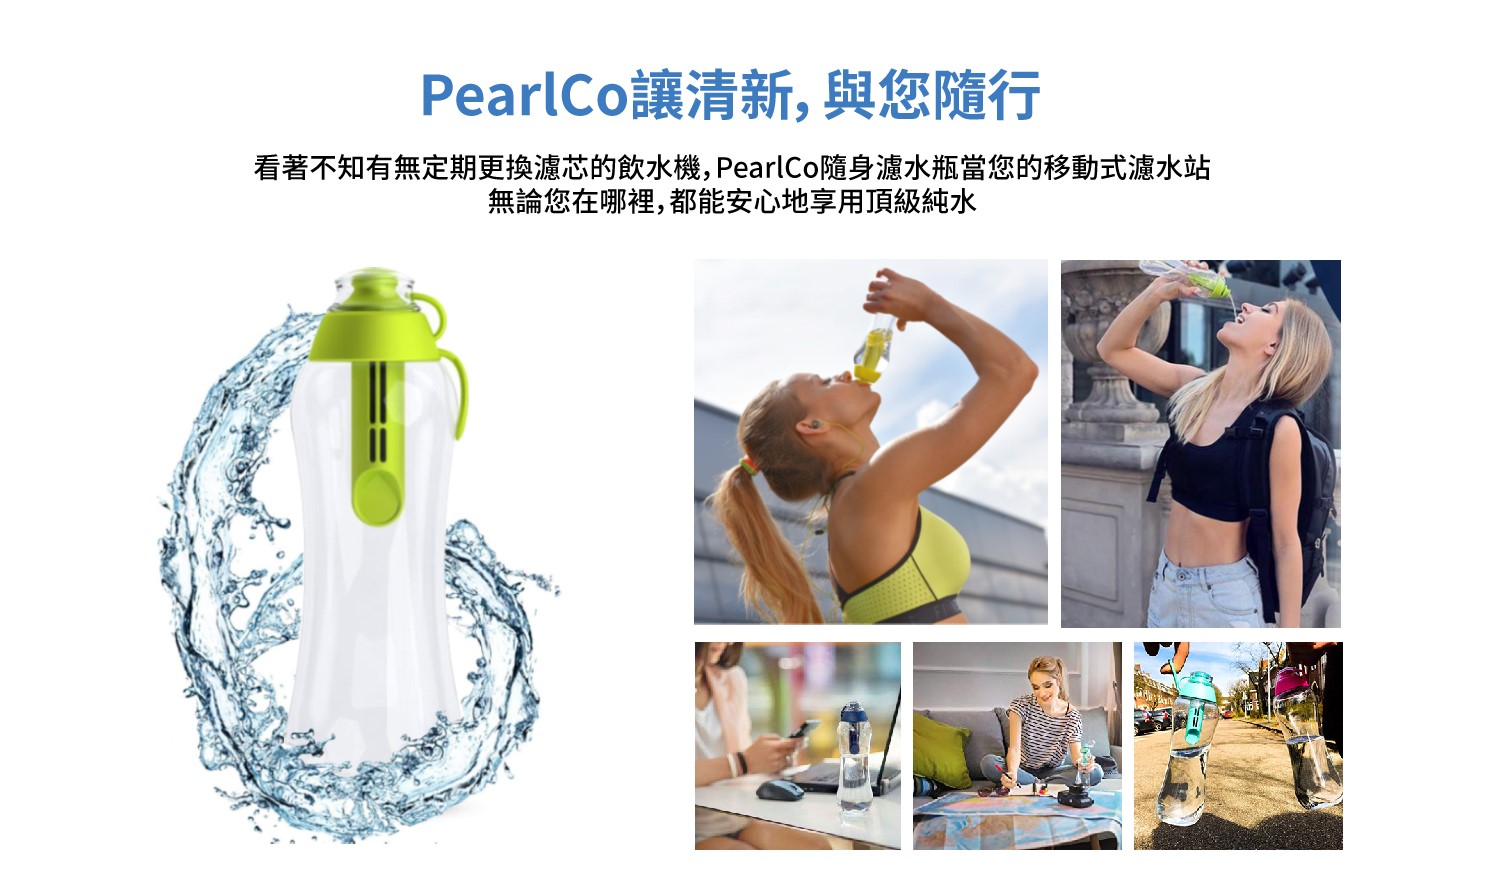 PearlCo讓清新，與您隨行
看著不知有無定期更換濾芯的飲水機，PearlCo隨身濾水瓶當您的移動式濾水站
無論您在哪裡，都能安心地享用頂級純水